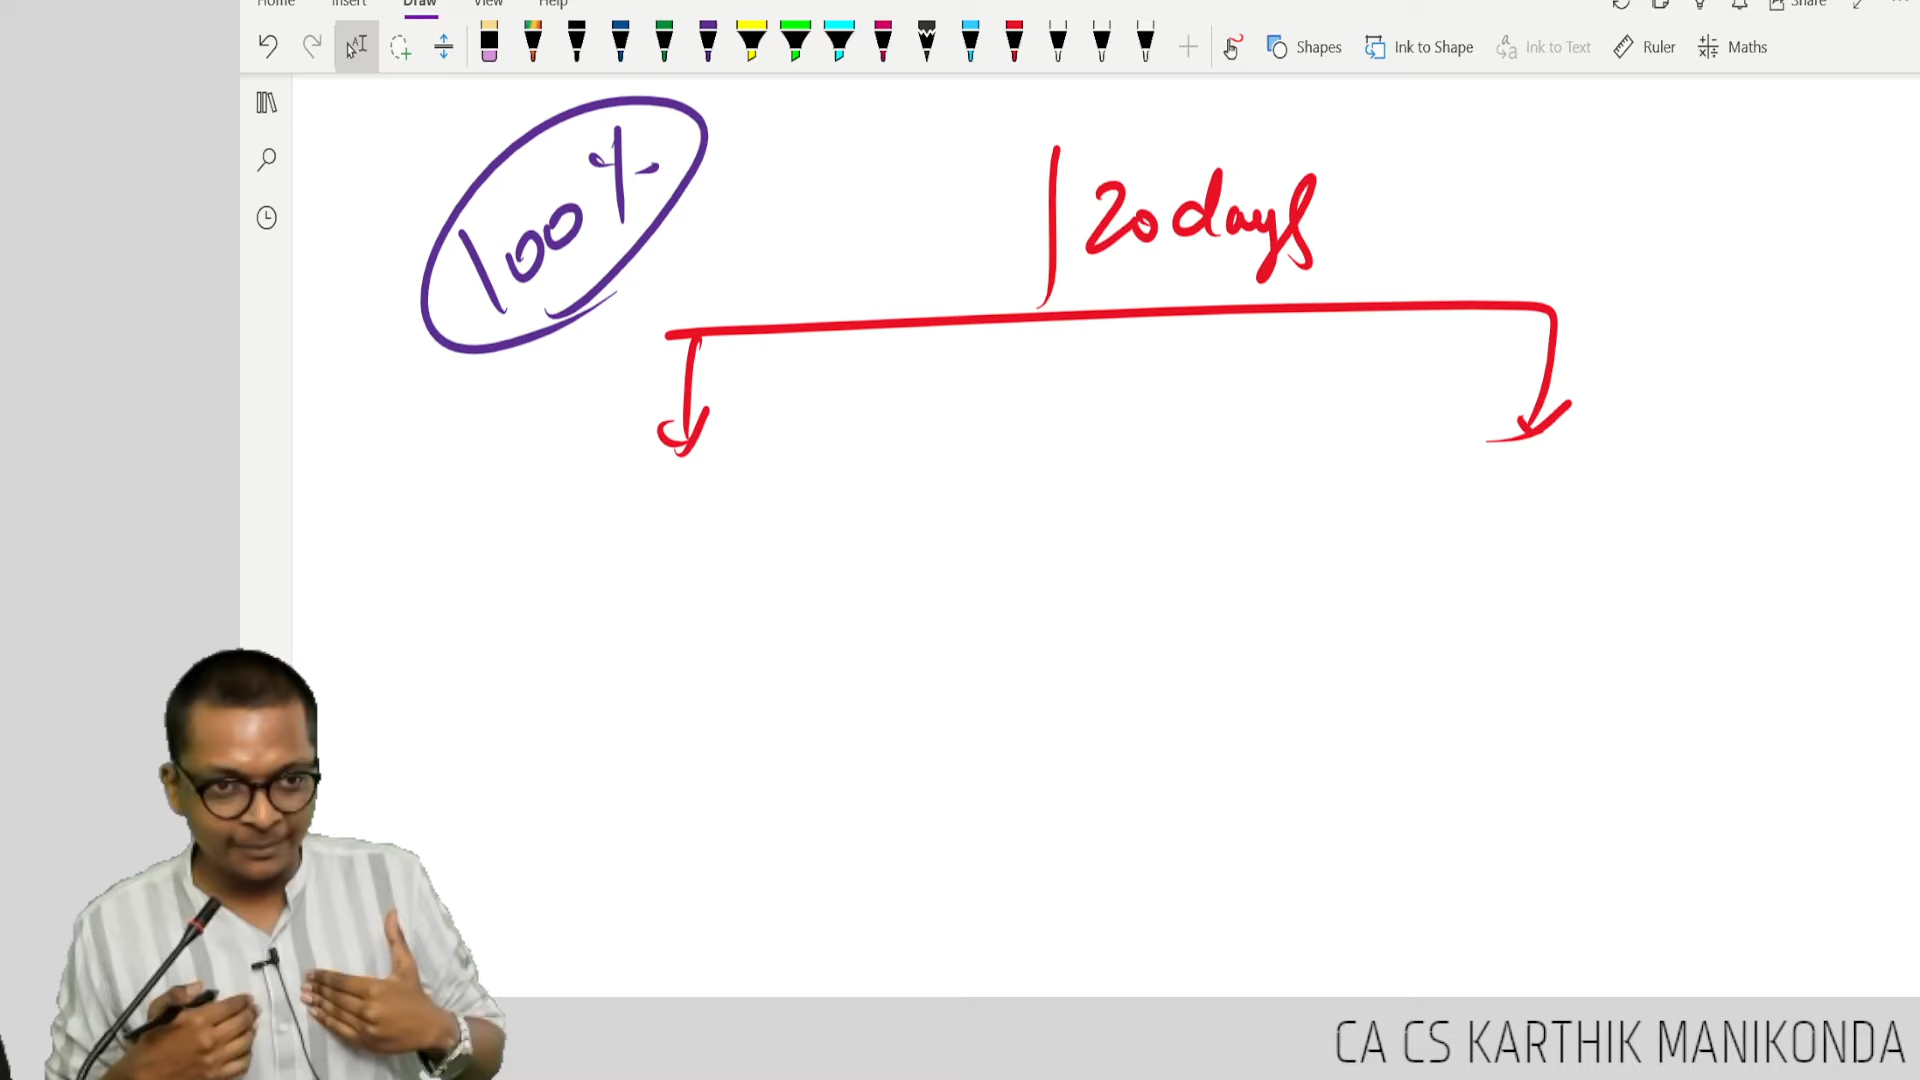 Home Insert Draw View Help Share
Shapes Ink to Shape Ink to Text Ruler Maths
100%
20 days
CA CS KARTHIK MANIKONDA